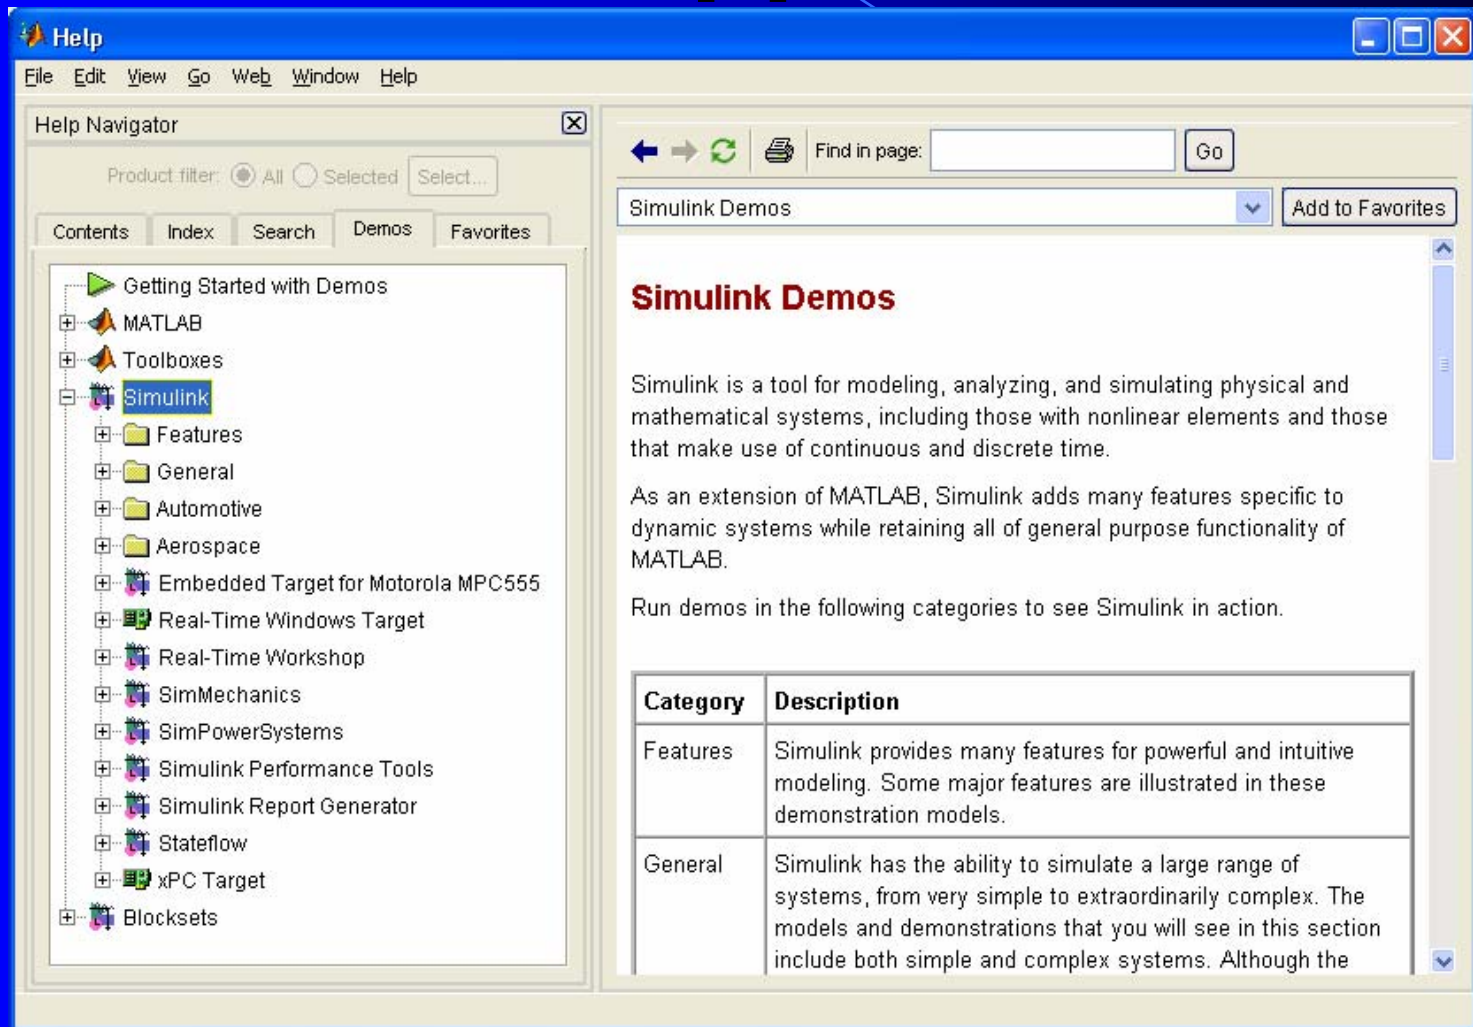 Help
File Edit View Go Web Window Help
Help Navigator
Product filter: All Selected Select...
Contents Index Search Demos Favorites
Getting Started with Demos
MATLAB
Toolboxes
Simulink
Features
General
Automotive
Aerospace
Embedded Target for Motorola MPC555
Real-Time Windows Target
Real-Time Workshop
SimMechanics
SimPowerSystems
Simulink Performance Tools
Simulink Report Generator
Stateflow
xPC Target
Blocksets
Find in page: Go
Simulink Demos Add to Favorites
Simulink Demos
Simulink is a tool for modeling, analyzing, and simulating physical and
mathematical systems, including those with nonlinear elements and those
that make use of continuous and discrete time.
As an extension of MATLAB, Simulink adds many features specific to
dynamic systems while retaining all of general purpose functionality of
MATLAB.
Run demos in the following categories to see Simulink in action.
Category Description
Features Simulink provides many features for powerful and intuitive
modeling. Some major features are illustrated in these
demonstration models.
General Simulink has the ability to simulate a large range of
systems, from very simple to extraordinarily complex. The
models and demonstrations that you will see in this section
include both simple and complex systems. Although the